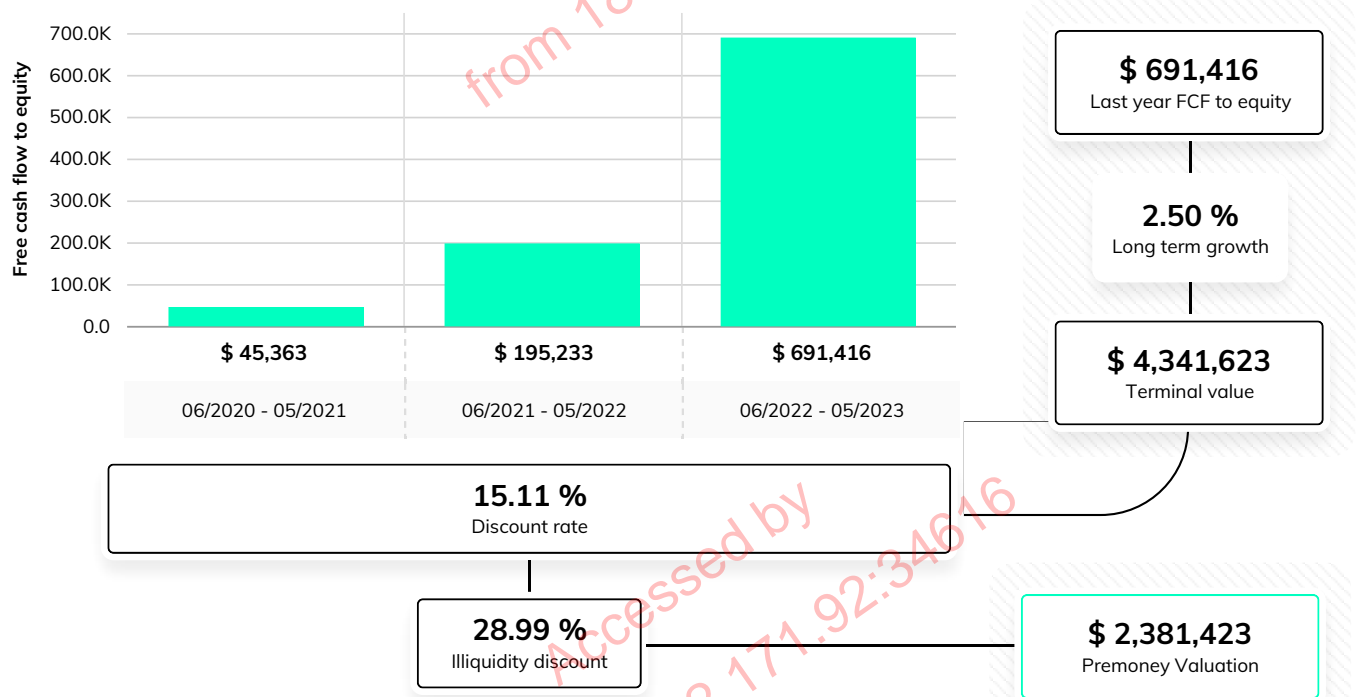 Free cash flow to equity
700.0K
600.0K
500.0K
400.0K
300.0K
200.0K
100.0K
0.0
$ 45,363
$ 195,233
$ 691,416
06/2020 - 05/2021
06/2021 - 05/2022
06/2022 - 05/2023
$ 691,416
Last year FCF to equity
2.50 %
Long term growth
$ 4,341,623
Terminal value
15.11 %
Discount rate
28.99 %
Illiquidity discount
$ 2,381,423
Premoney Valuation
from 18
Accessed by
171.92:34616